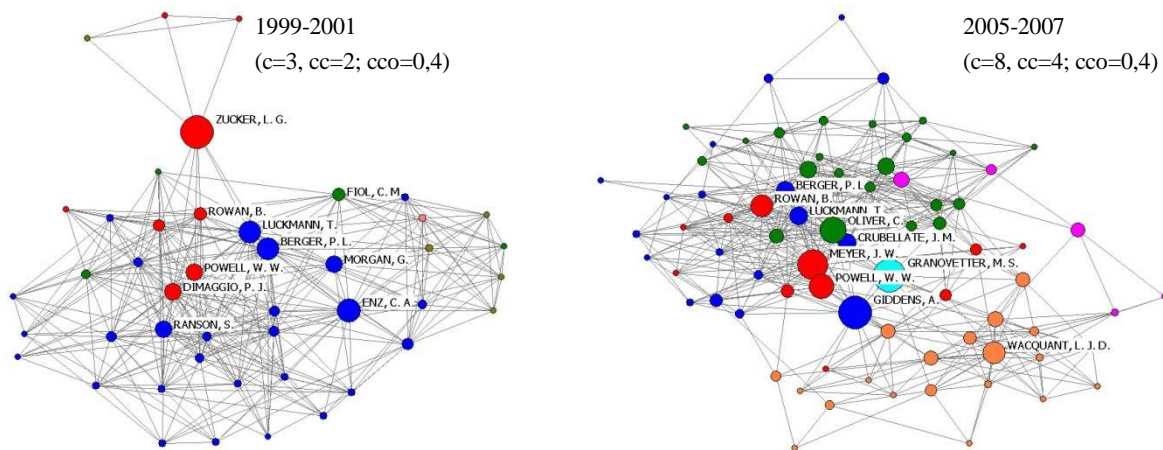 1999-2001
(c=3, cc=2; cco=0,4)
ZUCKER, L. G.
FIOL, C. M
ROWAN, B.
LUCKMANN, T.
BERGER, P. L.
POWELL, W. W.
MORGAN, G.
DIMAGGIO, P. J.
ENZ, C. A.
RANSON, S.
2005-2007
(c=8, cc=4; cco=0,4)
BERGER, P. L
ROWAN, B.
LUCKMANN, T.
OLIVER, C.
CRUBELLATE, J. M.
MEYER, J. W.
GRANOVETTER, M. S.
POWELL, W. W.
GIDDENS, A.
WACQUANT, L. J. D.